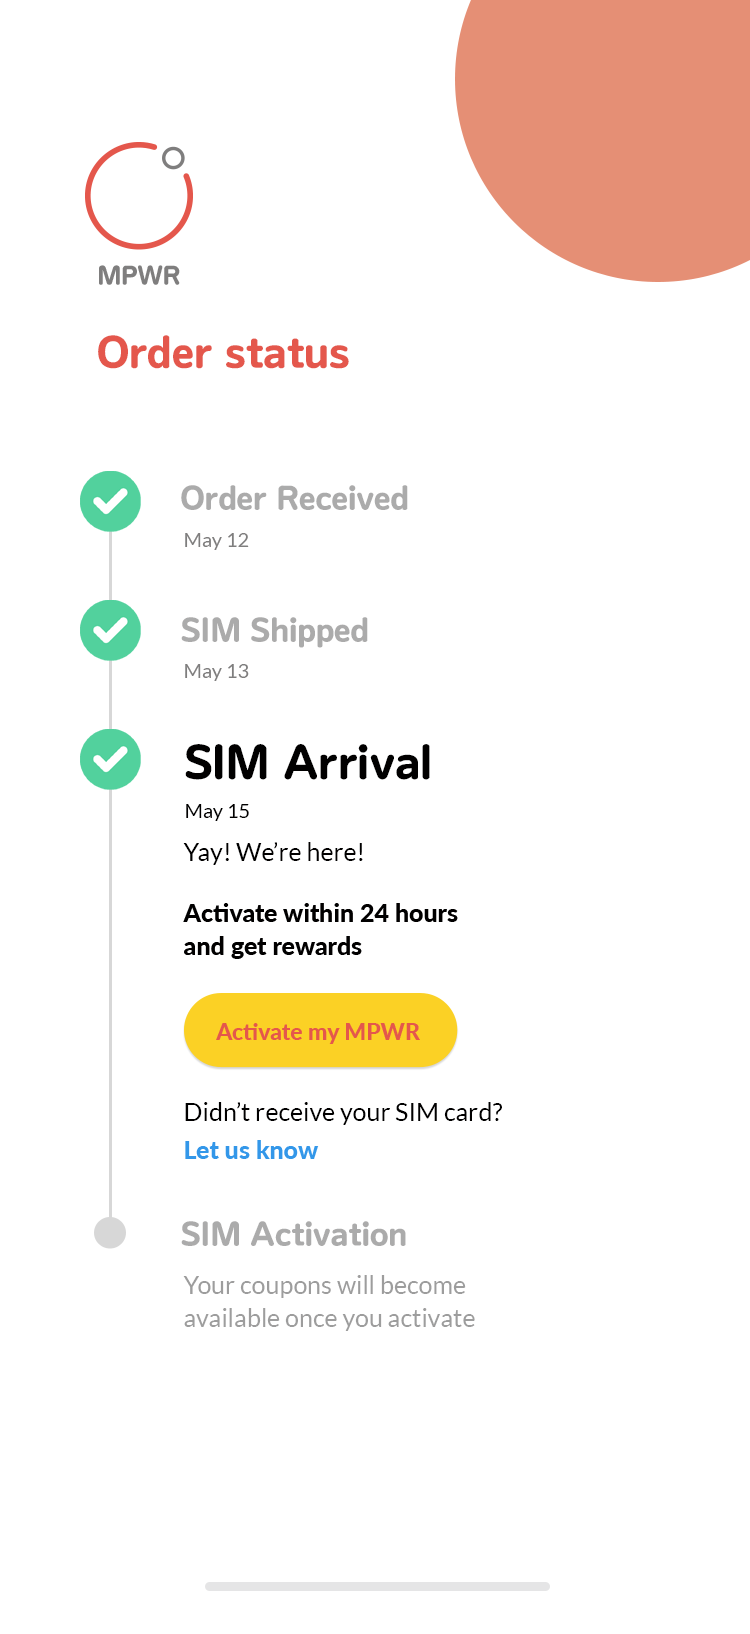 MPWR
Order status
Order Received
May 12
SIM Shipped
May 13
SIM Arrival
May 15
Yay! We’re here!
Activate within 24 hours
and get rewards
Activate my MPWR
Didn’t receive your SIM card?
Let us know
SIM Activation
Your coupons will become
available once you activate